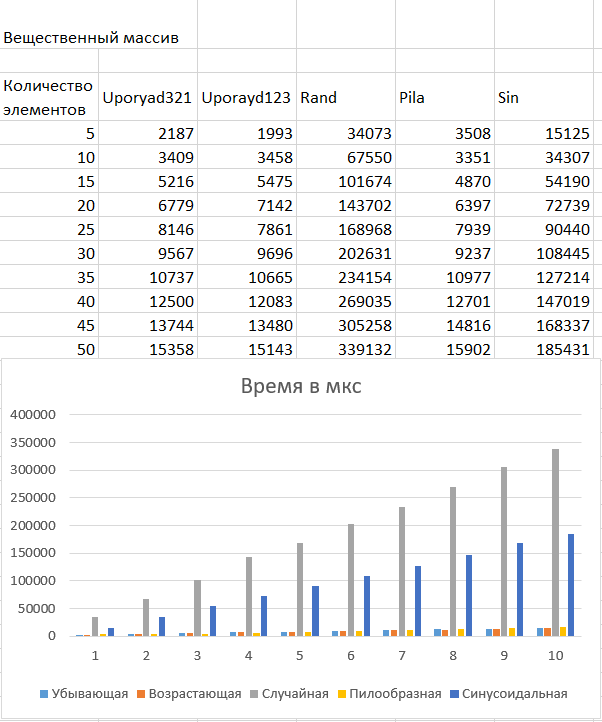 Вещественный массив
Количество элементов Uporyad321 Uporayd123 Rand Pila Sin
5 2187 1993 34073 3508 15125
10 3409 3458 67550 3351 34307
15 5216 5475 101674 4870 54190
20 6779 7142 143702 6397 72739
25 8146 7861 168968 7939 90440
30 9567 9696 202631 9237 108445
35 10737 10665 234154 10977 127214
40 12500 12083 269035 12701 147019
45 13744 13480 305258 14816 168337
50 15358 15143 339132 15902 185431
Время в мкс
400000
350000
300000
250000
200000
150000
100000
50000
0
1 2 3 4 5 6 7 8 9 10
Убывающая Возрастающая Случайная Пилообразная Синусоидальная